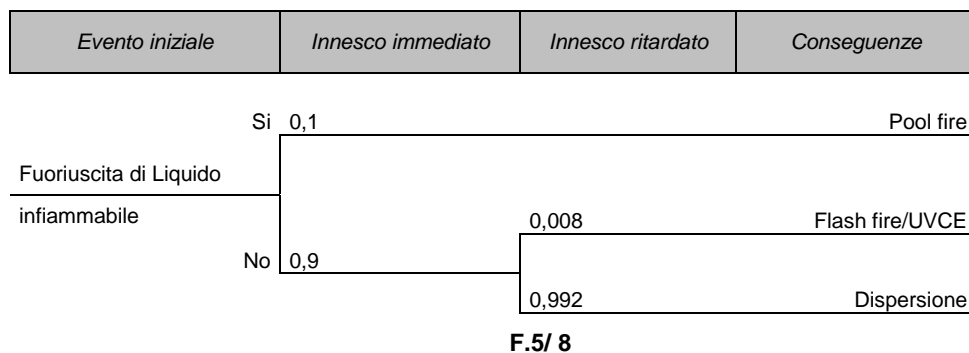 Evento iniziale Innesco immediato Innesco ritardato Conseguenze
Si 0,1 Pool fire
Fuoriuscita di Liquido
infiammabile
0,008 Flash fire/UVCE
No 0,9
0,992 Dispersione
F.5/ 8